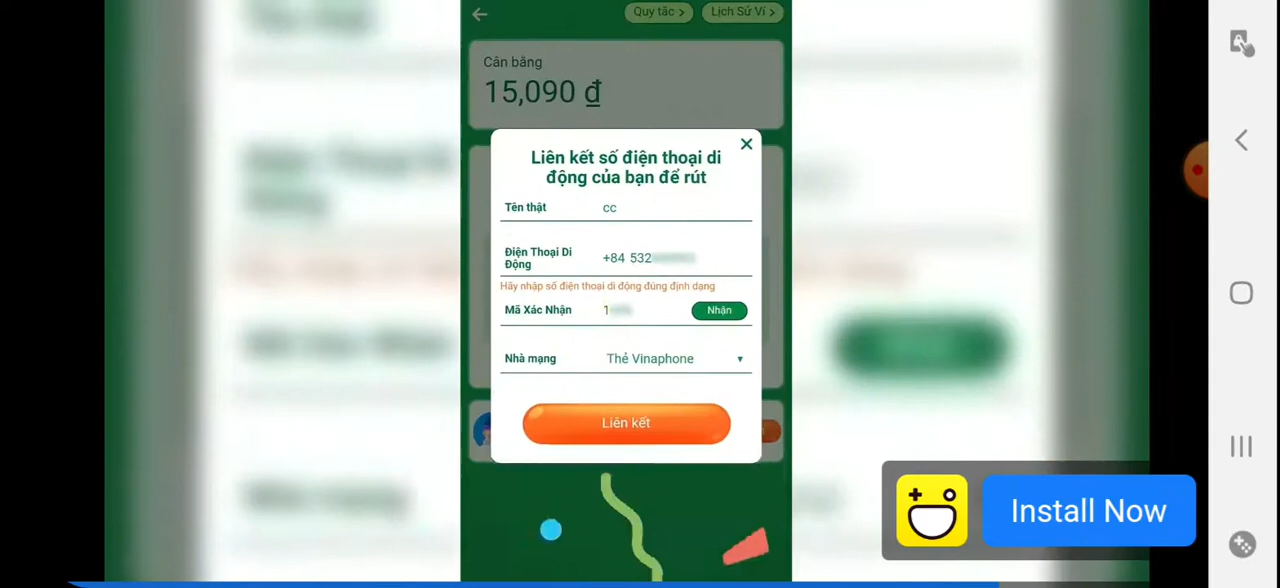 Quy tắc >
Lịch Sử Ví >
Cân bằng
15,090 ₫
Liên kết số điện thoại di
động của bạn để rút
Tên thật
cc
Điện Thoại Di
Động
+84 532
Hãy nhập số điện thoại di động đúng định dạng
Mã Xác Nhận
1
Nhận
Nhà mạng
Thẻ Vinaphone
Liên kết
Install Now